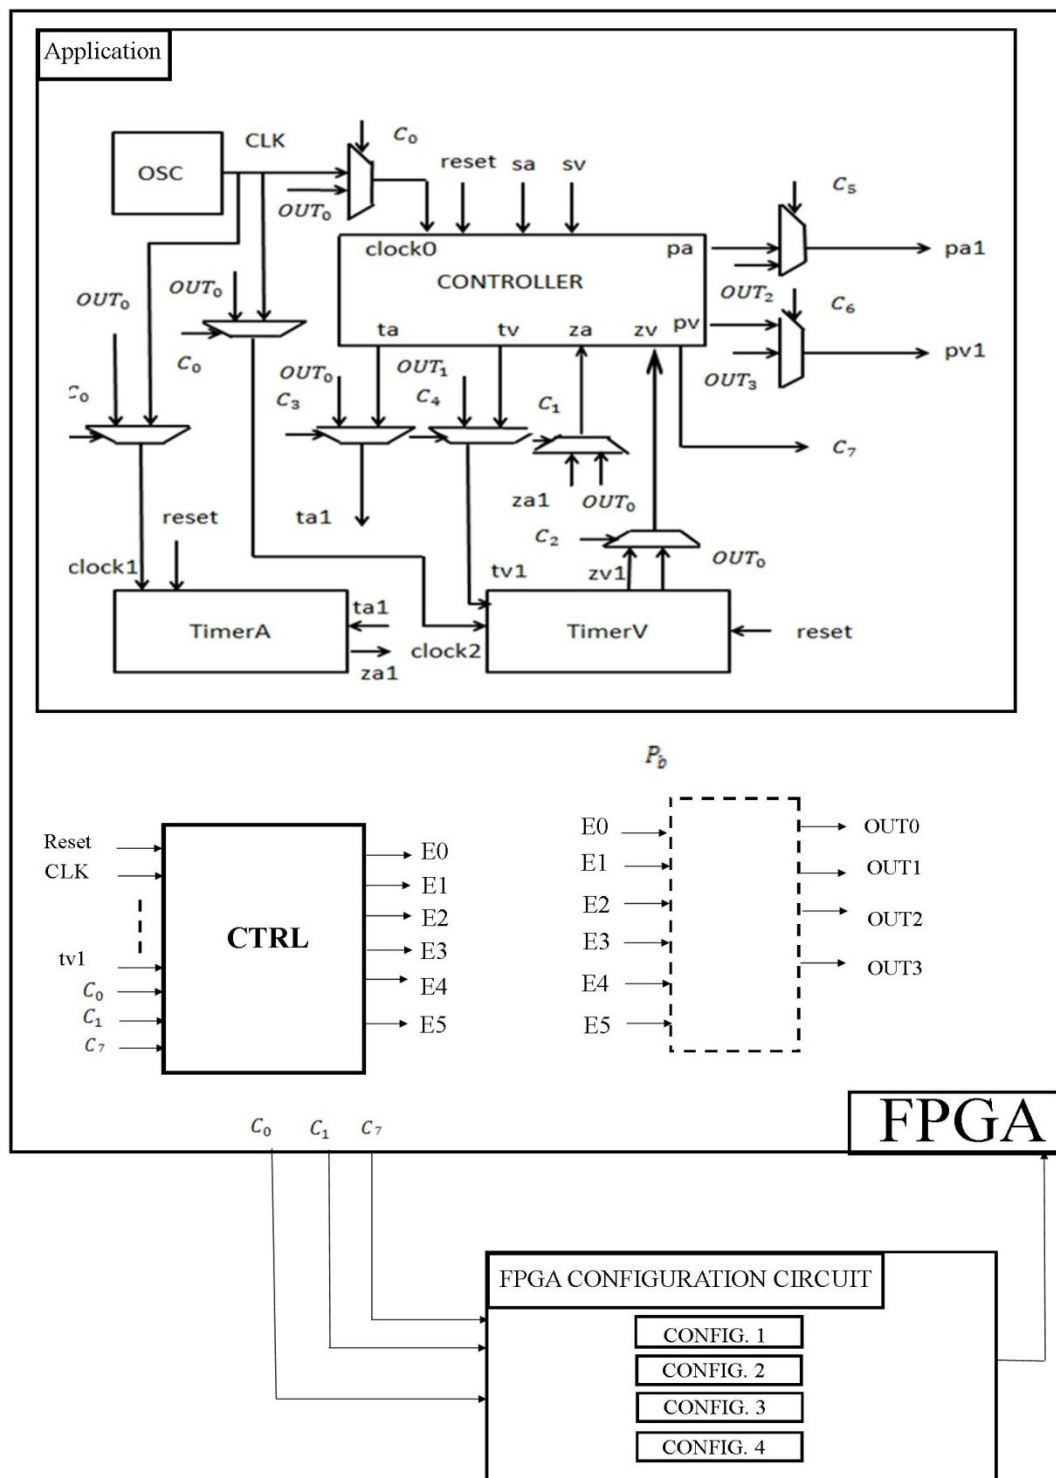 Application
OSC
CLK
C₀
OUT₀
reset
sa
sv
clock0
CONTROLLER
pa
ta
tv
za
zv
pv
C₅
OUT₂
pa1
C₆
OUT₃
pv1
C₇
OUT₀
OUT₀
C₀
C₀
OUT₀
C₃
OUT₁
C₄
C₁
za1
OUT₀
C₂
zv1
OUT₀
reset
ta1
clock1
TimerA
ta1
za1
clock2
tv1
TimerV
reset
P_b
Reset
CLK
tv1
C₀
C₁
C₇
CTRL
E0
E1
E2
E3
E4
E5
E0
E1
E2
E3
E4
E5
OUT0
OUT1
OUT2
OUT3
FPGA
C₀ C₁ C₇
FPGA CONFIGURATION CIRCUIT
CONFIG. 1
CONFIG. 2
CONFIG. 3
CONFIG. 4